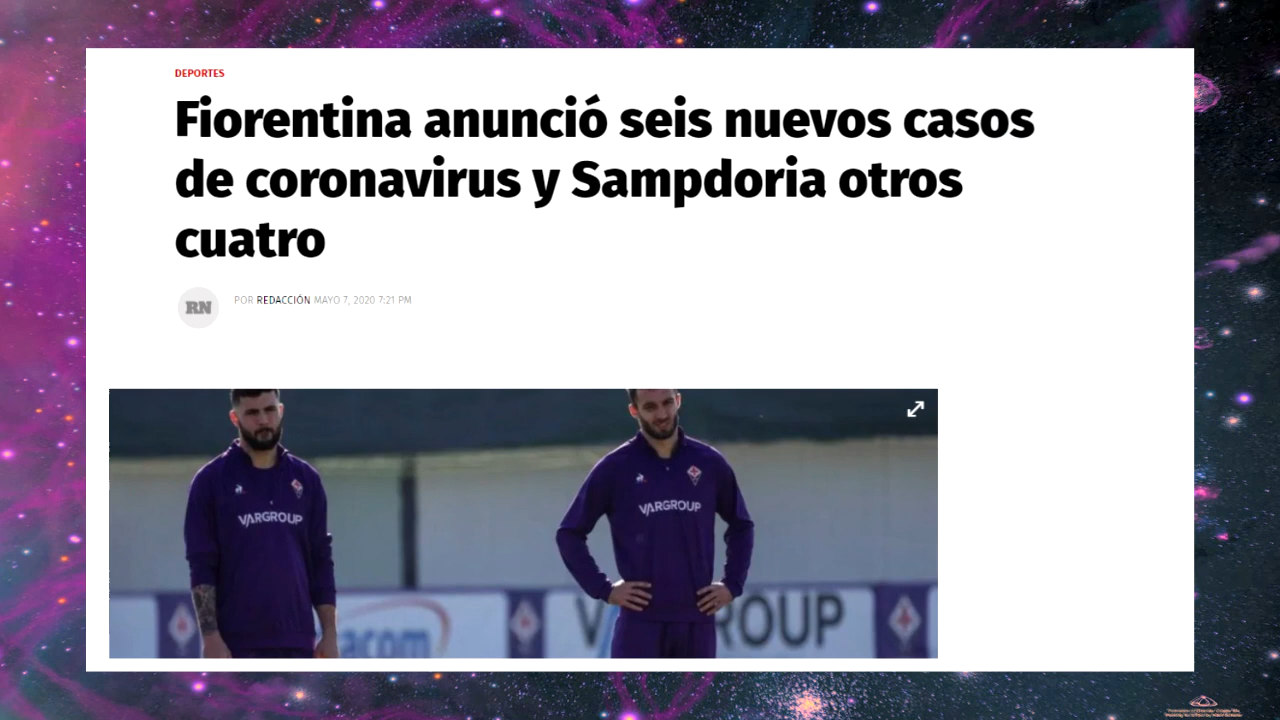 DEPORTES
Fiorentina anunció seis nuevos casos
de coronavirus y Sampdoria otros
cuatro
RN
POR REDACCIÓN MAYO 7, 2020 7:21 PM
VARGROUP
VARGROUP
acom
ROUP